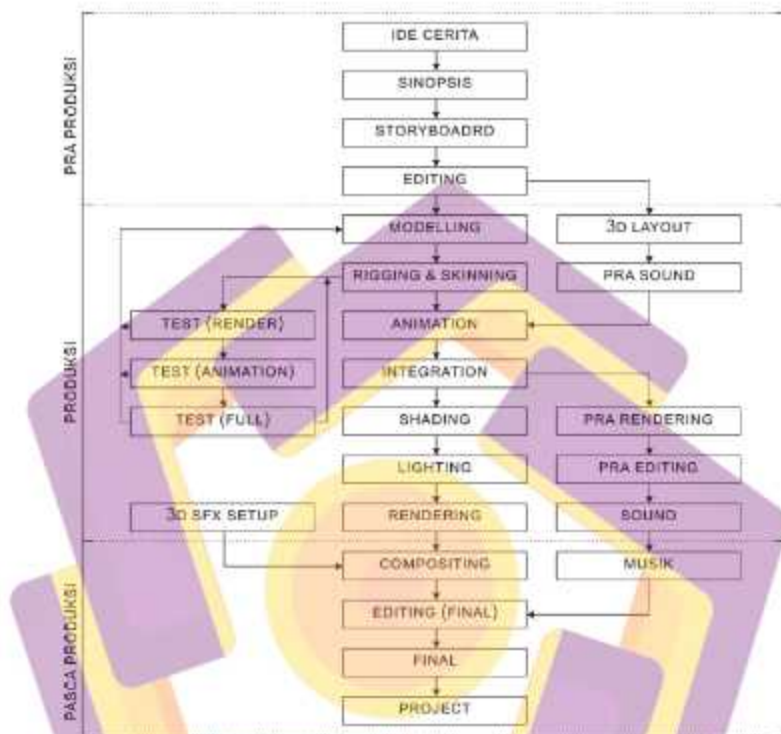 PRA PRODUKSI
IDE CERITA
SINOPSIS
STORYBOADRD
EDITING
PRODUKSI
MODELLING
3D LAYOUT
RIGGING & SKINNING
PRA SOUND
TEST (RENDER)
ANIMATION
TEST (ANIMATION)
INTEGRATION
TEST (FULL)
SHADING
PRA RENDERING
LIGHTING
PRA EDITING
3D SFX SETUP
RENDERING
SOUND
PASCA PRODUKSI
COMPOSITING
MUSIK
EDITING (FINAL)
FINAL
PROJECT